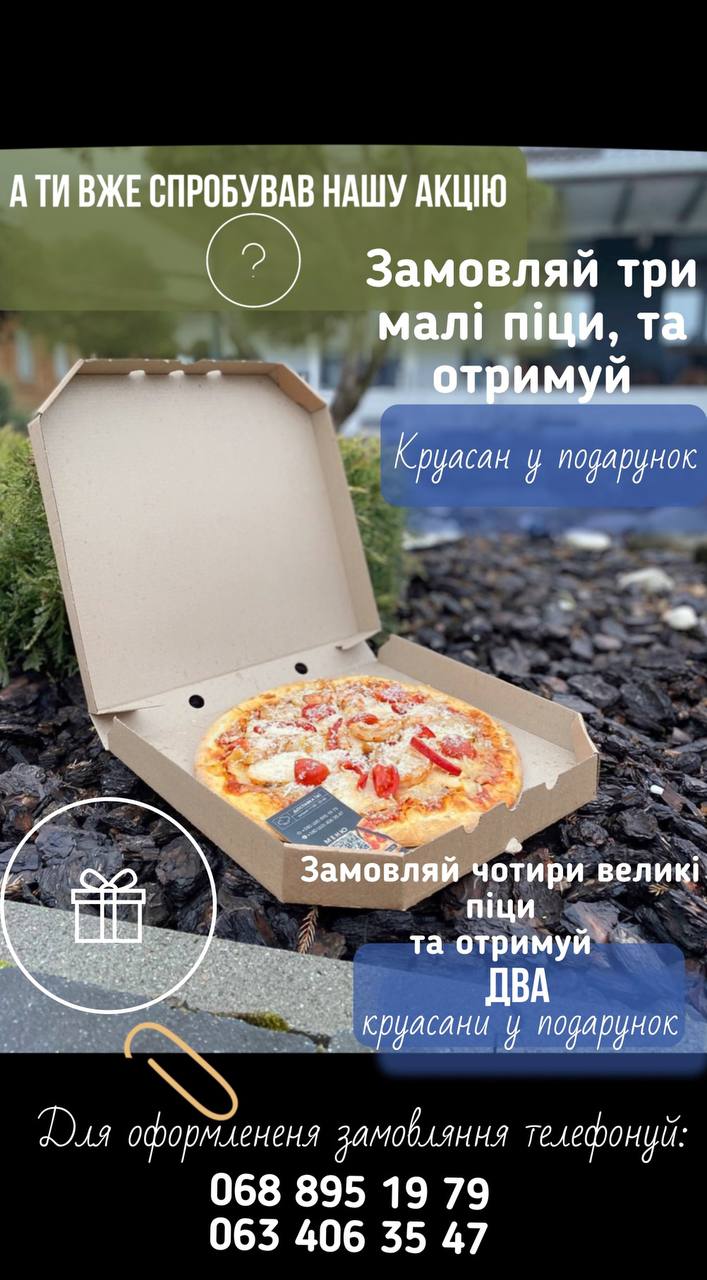 А ТИ ВЖЕ СПРОБУВАВ НАШУ АКЦІЮ
?
Замовляй три
малі піци, та
отримуй
Круасан у подарунок
МЕНЮ
Замовляй чотири великі
піци
та отримуй
ДВА
круасани у подарунок
Для оформлененя замовляння телефонуй:
068 895 19 79
063 406 35 47